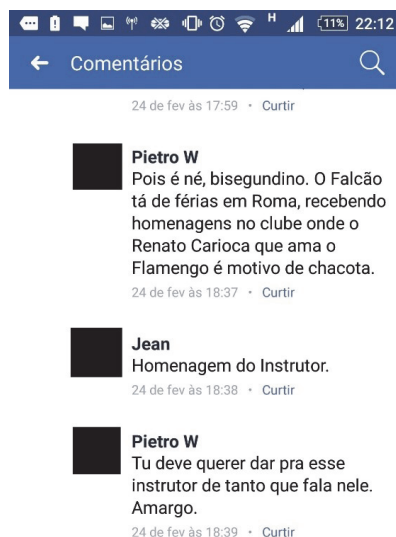 H 11% 22:12
Comentários
24 de fev às 17:59 · Curtir
Pietro W
Pois é né, bisegundino. O Falcão
tá de férias em Roma, recebendo
homenagens no clube onde o
Renato Carioca que ama o
Flamengo é motivo de chacota.
24 de fev às 18:37 · Curtir
Jean
Homenagem do Instrutor.
24 de fev às 18:38 · Curtir
Pietro W
Tu deve querer dar pra esse
instrutor de tanto que fala nele.
Amargo.
24 de fev às 18:39 · Curtir